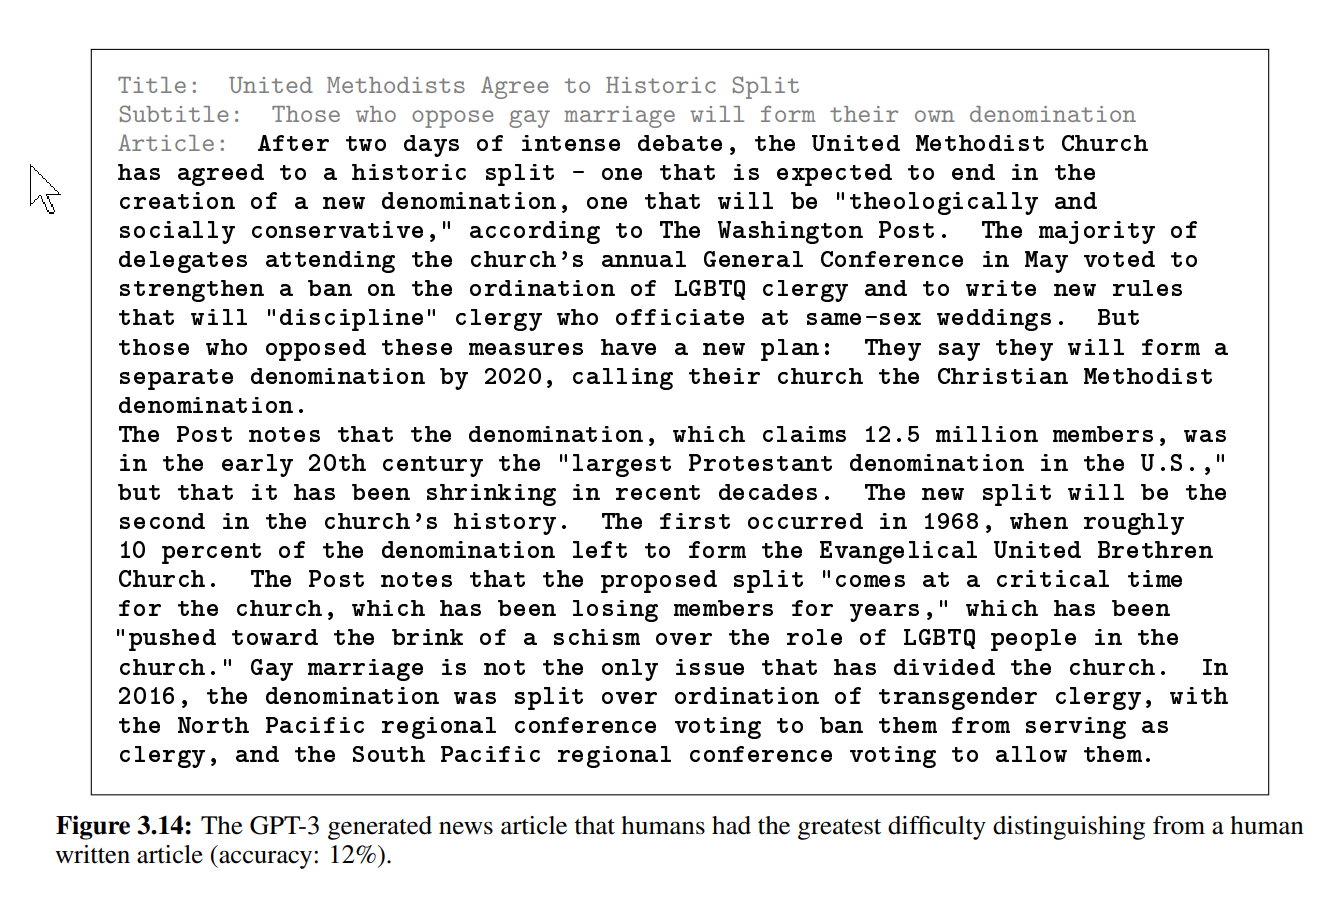 Title: United Methodists Agree to Historic Split
Subtitle: Those who oppose gay marriage will form their own denomination
Article: After two days of intense debate, the United Methodist Church
has agreed to a historic split - one that is expected to end in the
creation of a new denomination, one that will be "theologically and
socially conservative," according to The Washington Post. The majority of
delegates attending the church's annual General Conference in May voted to
strengthen a ban on the ordination of LGBTQ clergy and to write new rules
that will "discipline" clergy who officiate at same-sex weddings. But
those who opposed these measures have a new plan: They say they will form a
separate denomination by 2020, calling their church the Christian Methodist
denomination.
The Post notes that the denomination, which claims 12.5 million members, was
in the early 20th century the "largest Protestant denomination in the U.S.,"
but that it has been shrinking in recent decades. The new split will be the
second in the church's history. The first occurred in 1968, when roughly
10 percent of the denomination left to form the Evangelical United Brethren
Church. The Post notes that the proposed split "comes at a critical time
for the church, which has been losing members for years," which has been
"pushed toward the brink of a schism over the role of LGBTQ people in the
church." Gay marriage is not the only issue that has divided the church. In
2016, the denomination was split over ordination of transgender clergy, with
the North Pacific regional conference voting to ban them from serving as
clergy, and the South Pacific regional conference voting to allow them.
Figure 3.14: The GPT-3 generated news article that humans had the greatest difficulty distinguishing from a human
written article (accuracy: 12%).